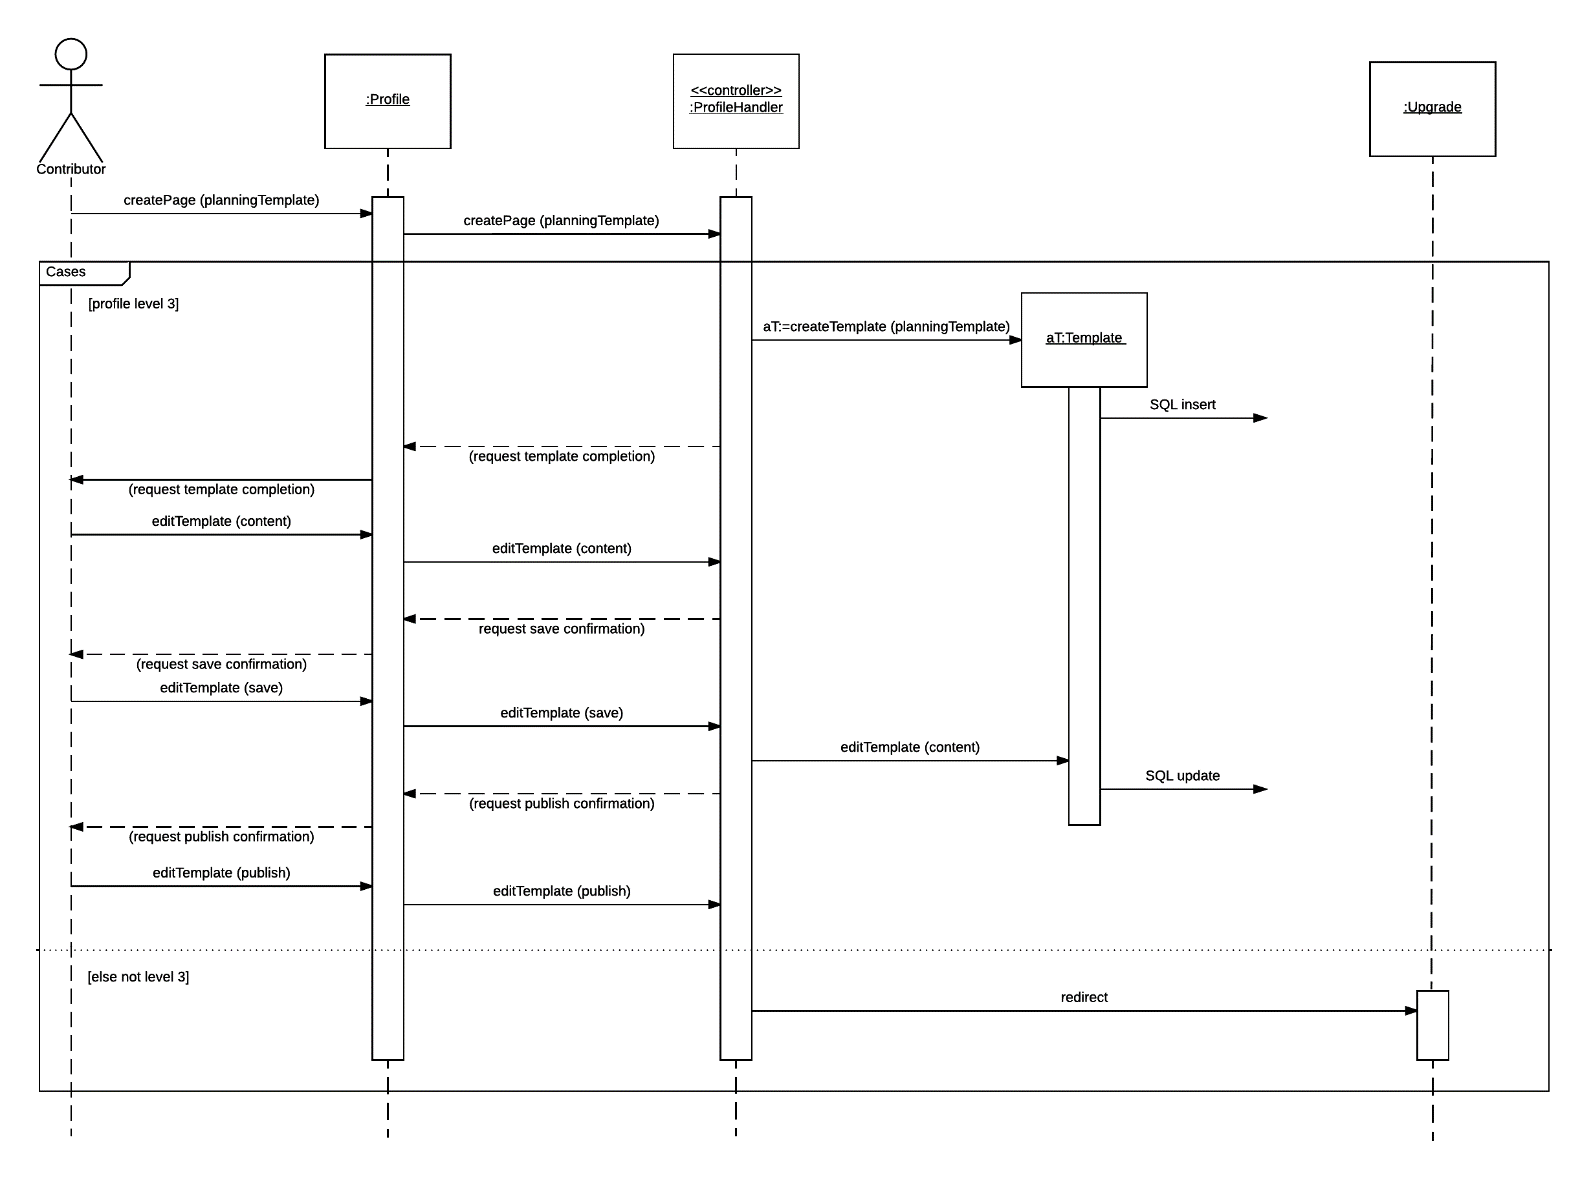 :Profile
<<controller>>
:ProfileHandler
:Upgrade
Contributor
createPage (planningTemplate)
createPage (planningTemplate)
Cases
[profile level 3]
aT:=createTemplate (planningTemplate)
aT:Template
SQL insert
(request template completion)
(request template completion)
editTemplate (content)
editTemplate (content)
request save confirmation)
(request save confirmation)
editTemplate (save)
editTemplate (save)
editTemplate (content)
SQL update
(request publish confirmation)
(request publish confirmation)
editTemplate (publish)
editTemplate (publish)
[else not level 3]
redirect